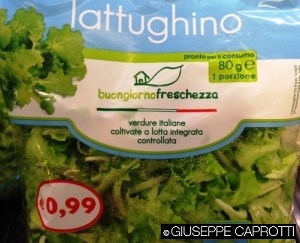 lattughino
pronto per il consumo
80 g e
1 porzione
buongiornofreschezza
verdure italiane
coltivate a lotta integrata
controllata
€0,99
©GIUSEPPE CAPROTTI